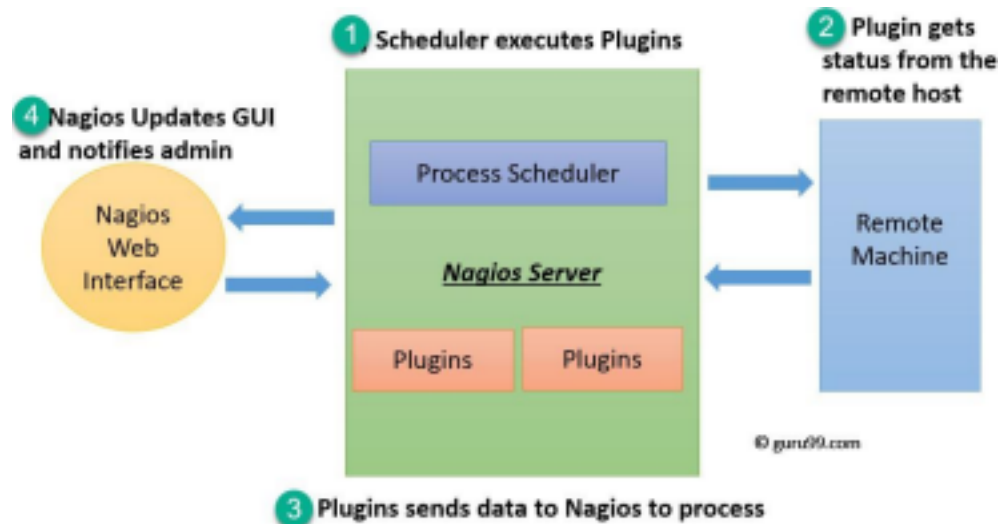 1 Scheduler executes Plugins
2 Plugin gets
status from the
remote host
4 Nagios Updates GUI
and notifies admin
Process Scheduler
Nagios
Web
Interface
Remote
Machine
Nagios Server
Plugins
Plugins
© guru99.com
3 Plugins sends data to Nagios to process